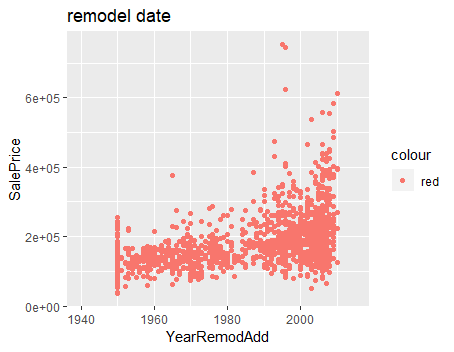 remodel date
SalePrice
6e+05
4e+05
2e+05
0e+00
1940 1960 1980 2000
YearRemodAdd
colour
red